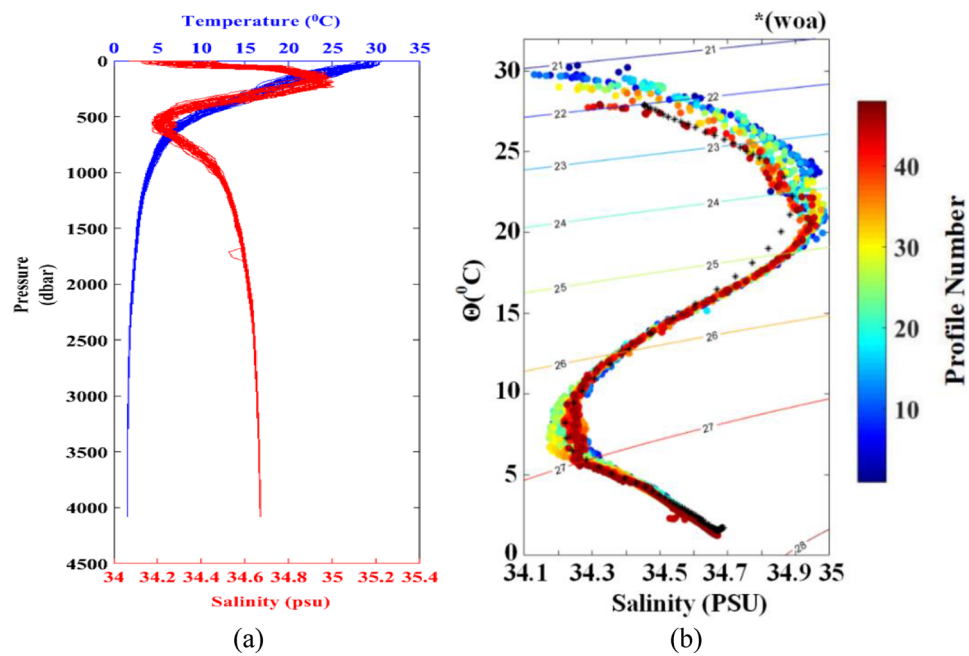 Temperature (⁰C)
0 5 10 15 20 25 30 35
0
500
1000
1500
2000
2500
3000
3500
4000
4500
Pressure
(dbar)
34 34.2 34.4 34.6 34.8 35 35.2 35.4
Salinity (psu)
(a)
*(woa)
30
25
20
15
10
5
0
Θ(⁰C)
21
21
22
22
23
23
24
24
25
25
26
26
27
27
28
34.1 34.3 34.5 34.7 34.9 35
Salinity (PSU)
40
30
20
10
Profile Number
(b)